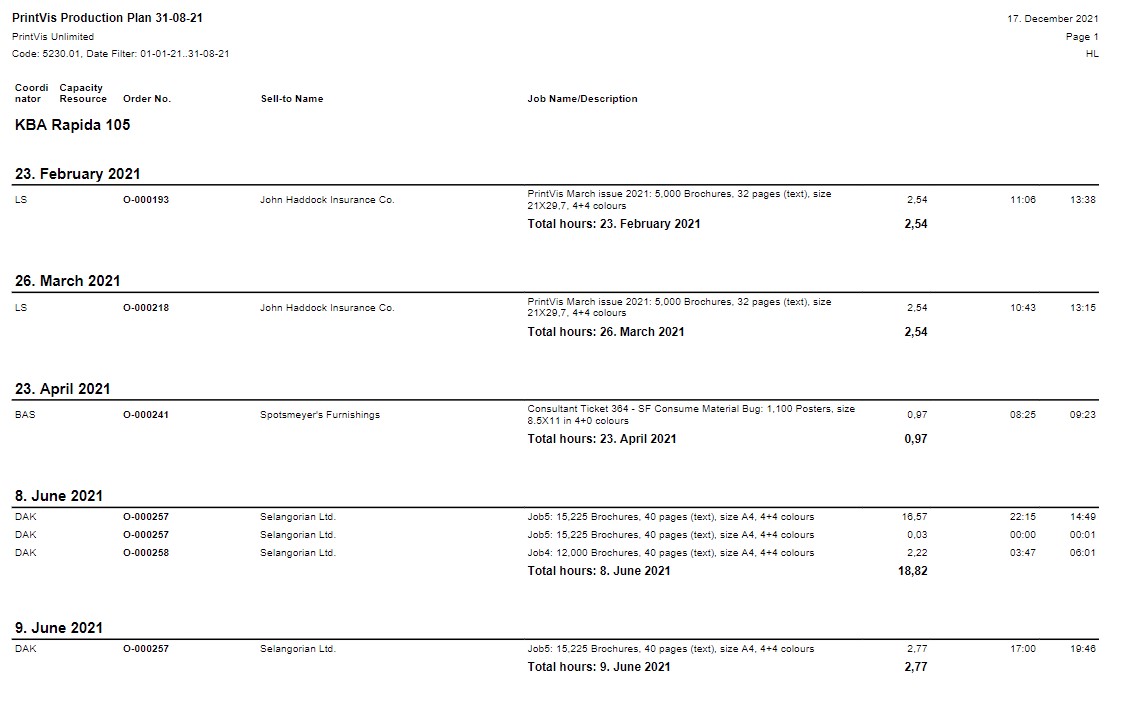 PrintVis Production Plan 31-08-21 17. December 2021
PrintVis Unlimited Page 1
Code: 5230.01, Date Filter: 01-01-21..31-08-21 HL
Coordi Capacity
nator Resource Order No. Sell-to Name Job Name/Description
KBA Rapida 105
23. February 2021
LS O-000193 John Haddock Insurance Co. PrintVis March issue 2021: 5,000 Brochures, 32 pages (text), size 2,54 11:06 13:38
21X29,7, 4+4 colours
Total hours: 23. February 2021 2,54
26. March 2021
LS O-000218 John Haddock Insurance Co. PrintVis March issue 2021: 5,000 Brochures, 32 pages (text), size 2,54 10:43 13:15
21X29,7, 4+4 colours
Total hours: 26. March 2021 2,54
23. April 2021
BAS O-000241 Spotsmeyer's Furnishings Consultant Ticket 364 - SF Consume Material Bug: 1,100 Posters, size 0,97 08:25 09:23
8.5X11 in 4+0 colours
Total hours: 23. April 2021 0,97
8. June 2021
DAK O-000257 Selangorian Ltd. Job5: 15,225 Brochures, 40 pages (text), size A4, 4+4 colours 16,57 22:15 14:49
DAK O-000257 Selangorian Ltd. Job5: 15,225 Brochures, 40 pages (text), size A4, 4+4 colours 0,03 00:00 00:01
DAK O-000258 Selangorian Ltd. Job4: 12,000 Brochures, 40 pages (text), size A4, 4+4 colours 2,22 03:47 06:01
Total hours: 8. June 2021 18,82
9. June 2021
DAK O-000257 Selangorian Ltd. Job5: 15,225 Brochures, 40 pages (text), size A4, 4+4 colours 2,77 17:00 19:46
Total hours: 9. June 2021 2,77